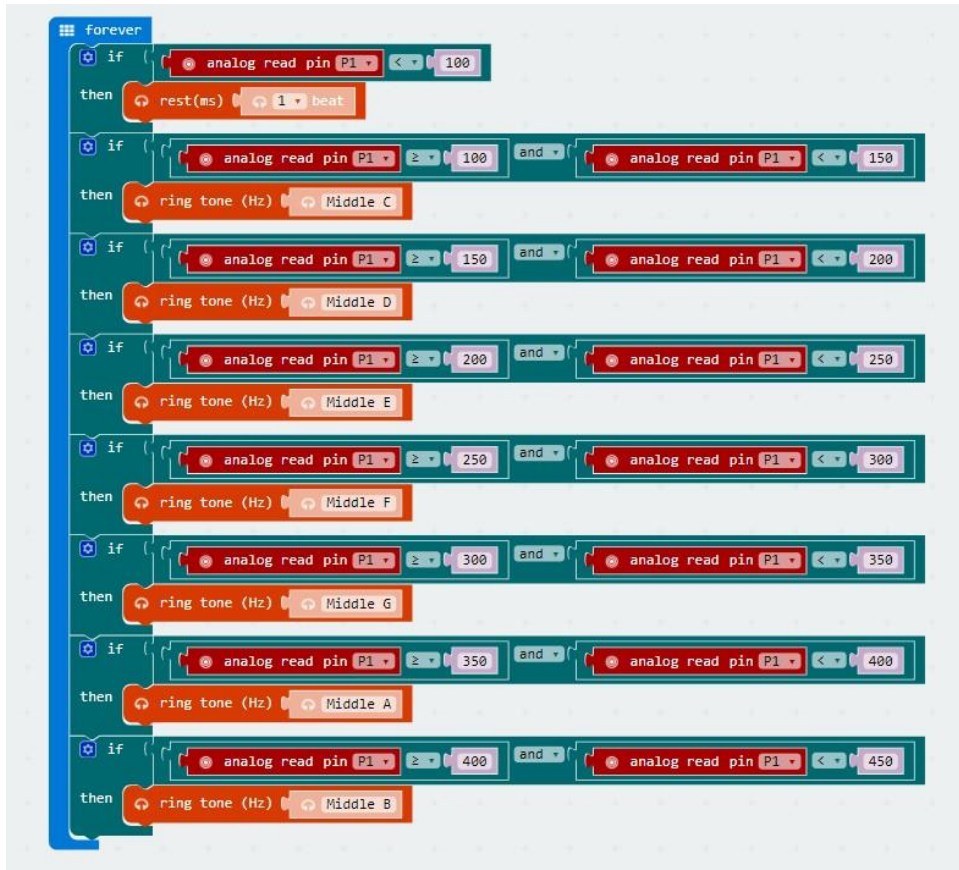 forever
if analog read pin P1 < 100
then rest(ms) 1 beat
if analog read pin P1 ≥ 100 and analog read pin P1 < 150
then ring tone (Hz) Middle C
if analog read pin P1 ≥ 150 and analog read pin P1 < 200
then ring tone (Hz) Middle D
if analog read pin P1 ≥ 200 and analog read pin P1 < 250
then ring tone (Hz) Middle E
if analog read pin P1 ≥ 250 and analog read pin P1 < 300
then ring tone (Hz) Middle F
if analog read pin P1 ≥ 300 and analog read pin P1 < 350
then ring tone (Hz) Middle G
if analog read pin P1 ≥ 350 and analog read pin P1 < 400
then ring tone (Hz) Middle A
if analog read pin P1 ≥ 400 and analog read pin P1 < 450
then ring tone (Hz) Middle B